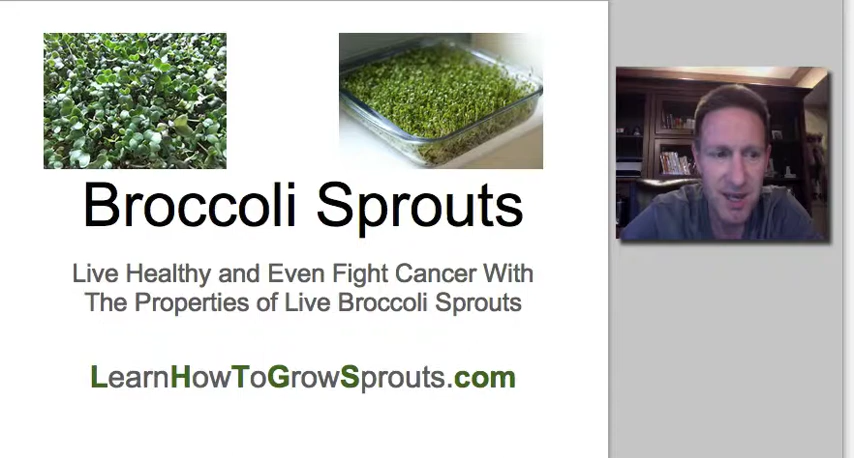 Broccoli Sprouts
Live Healthy and Even Fight Cancer With
The Properties of Live Broccoli Sprouts
LearnHowToGrowSprouts.com